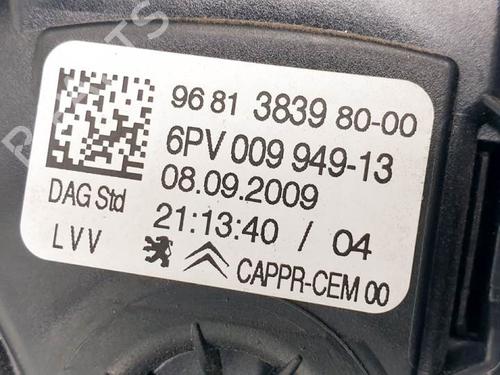 96 81 3839 80-00
6PV 009 949-13
08.09.2009
DAG Std
21:13:40 / 04
LVV
CAPPR-CEM 00